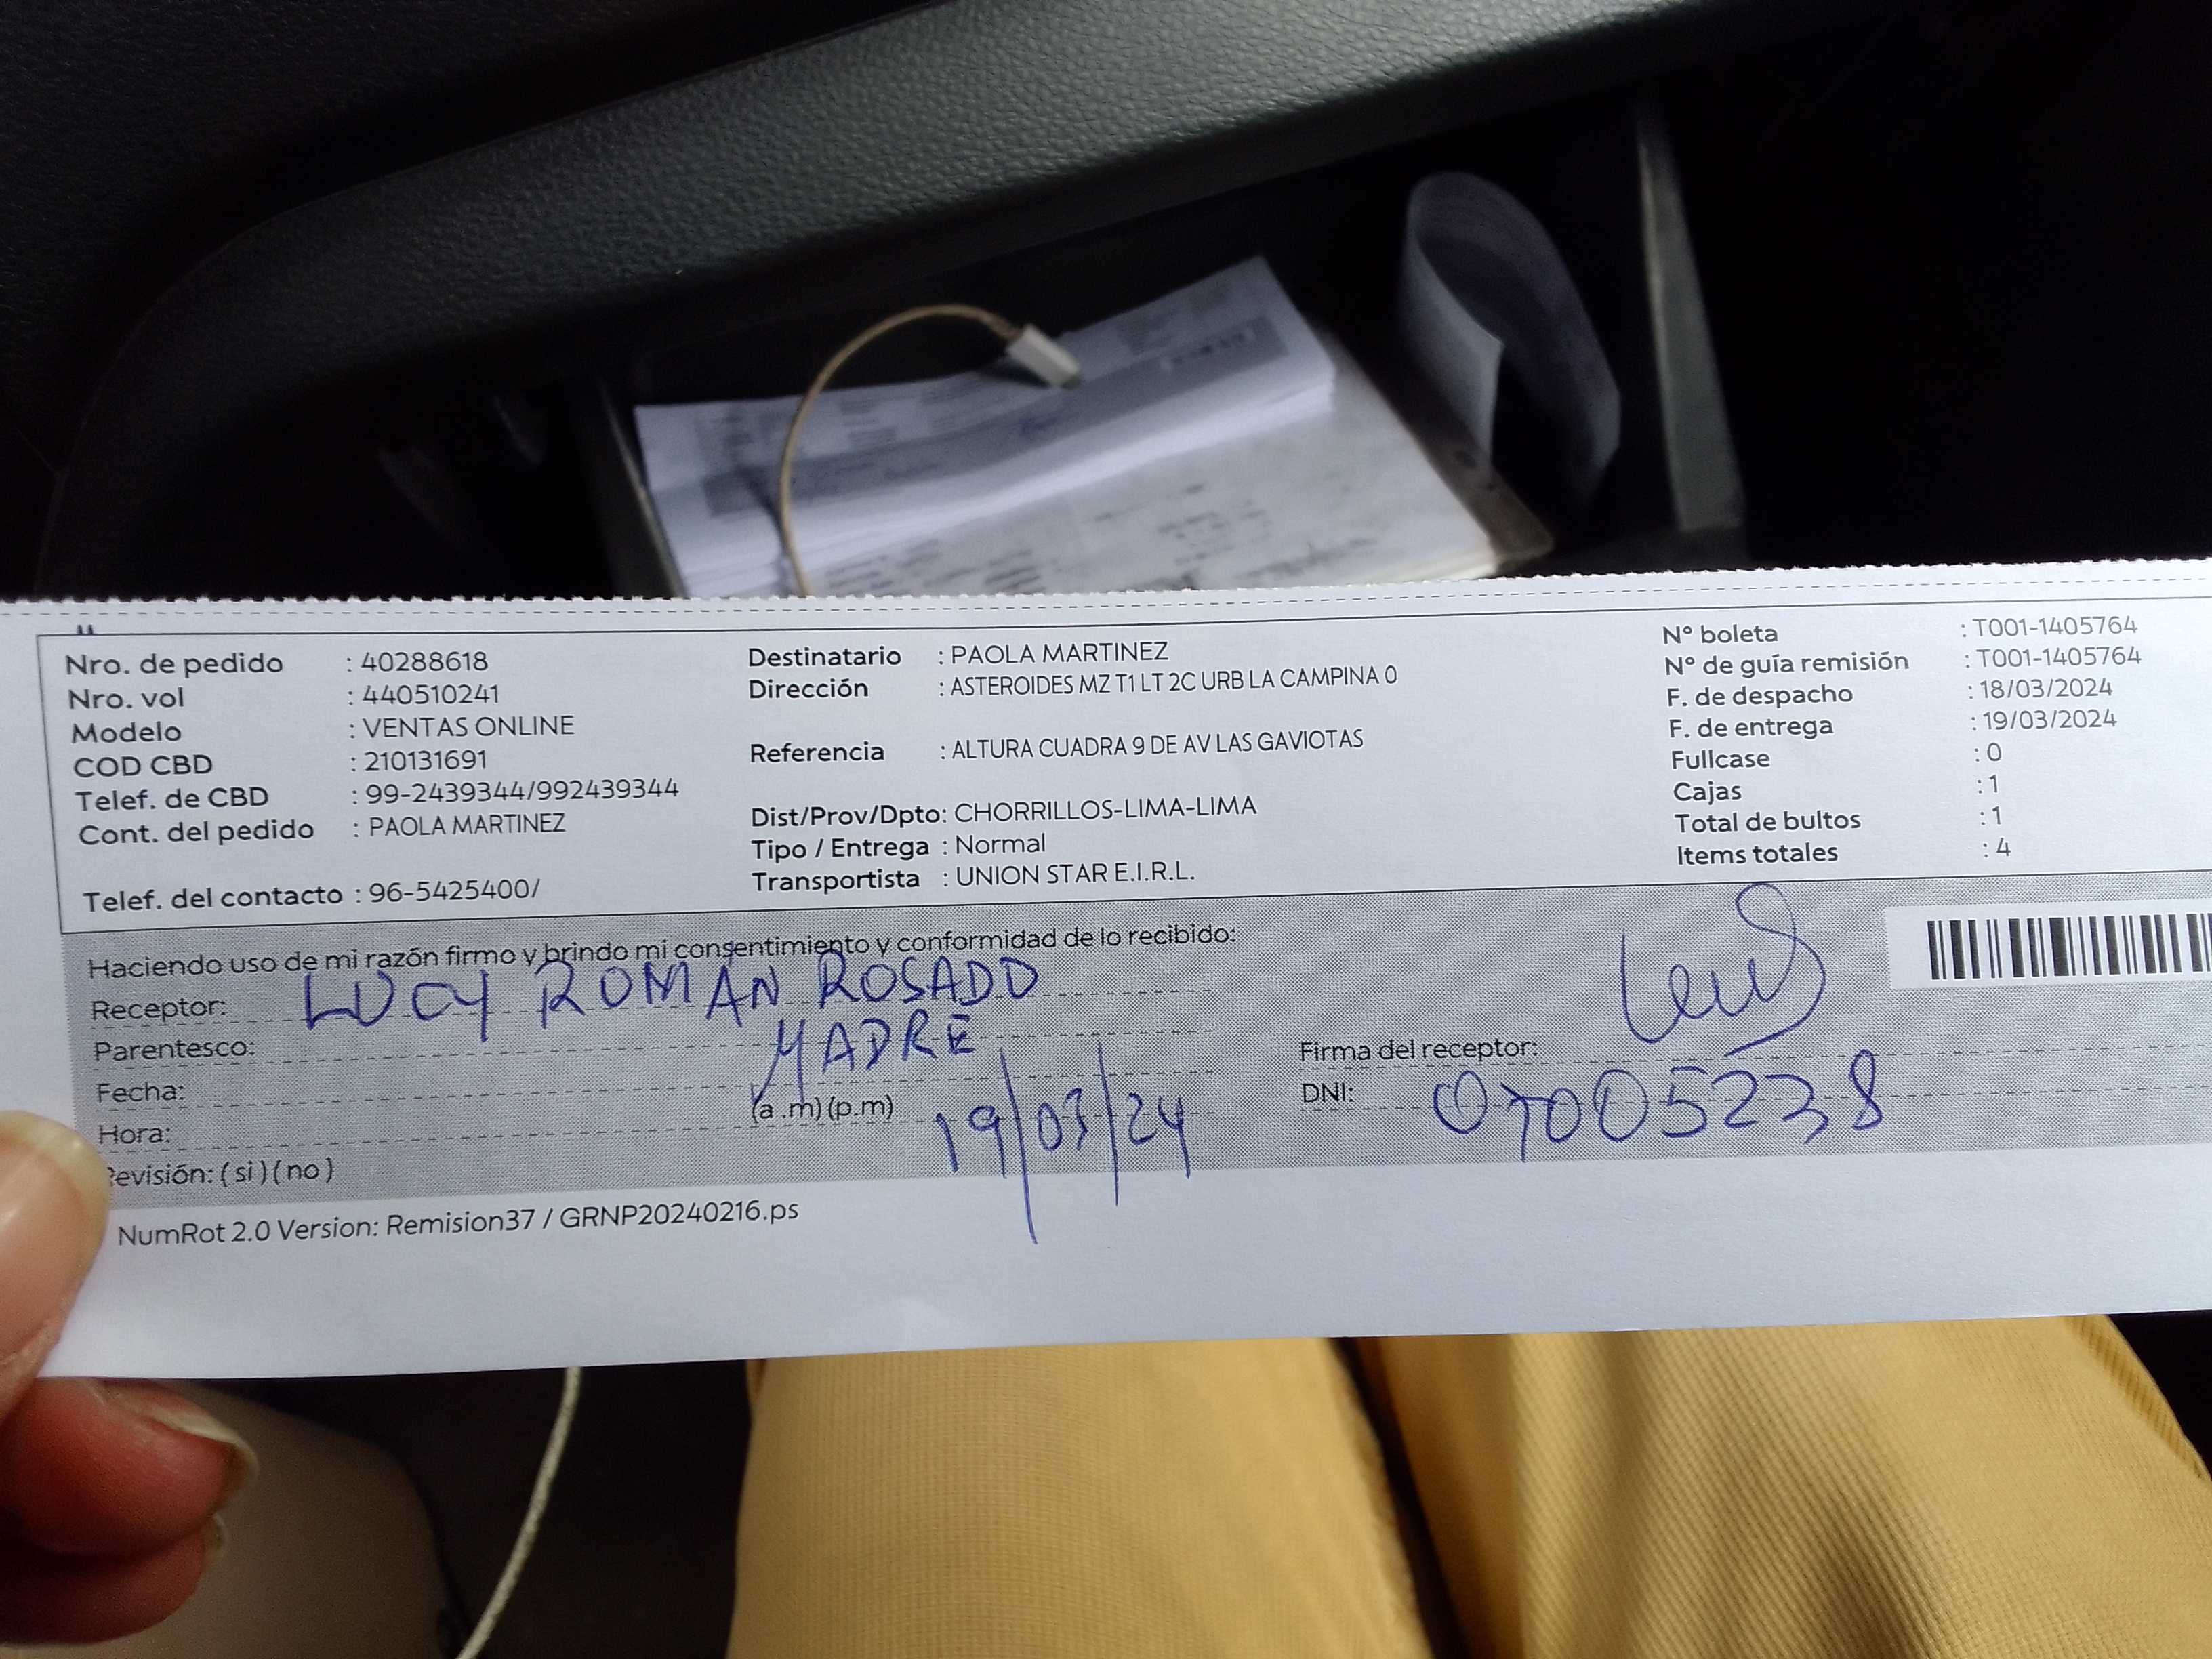 Nro. de pedido : 40288618
Nro. vol : 440510241
Modelo : VENTAS ONLINE
COD CBD : 210131691
Telef. de CBD : 99-2439344/992439344
Cont. del pedido : PAOLA MARTINEZ
Telef. del contacto : 96-5425400/
Destinatario : PAOLA MARTINEZ
Dirección : ASTEROIDES MZ T1 LT 2C URB LA CAMPINA 0
Referencia : ALTURA CUADRA 9 DE AV LAS GAVIOTAS
Dist/Prov/Dpto: CHORRILLOS-LIMA-LIMA
Tipo / Entrega : Normal
Transportista : UNION STAR E.I.R.L.
N° boleta : T001-1405764
N° de guía remisión : T001-1405764
F. de despacho : 18/03/2024
F. de entrega : 19/03/2024
Fullcase : 0
Cajas : 1
Total de bultos : 1
Items totales : 4
Haciendo uso de mi razón firmo y brindo mi consentimiento y conformidad de lo recibido:
Receptor: LUCY ROMAN ROSADO
Parentesco: MADRE
Fecha:
Hora: (a.m)(p.m) 19/03/24
Revisión: (si)(no)
Firma del receptor:
DNI: 07005238
NumRot 2.0 Version: Remision37 / GRNP20240216.ps